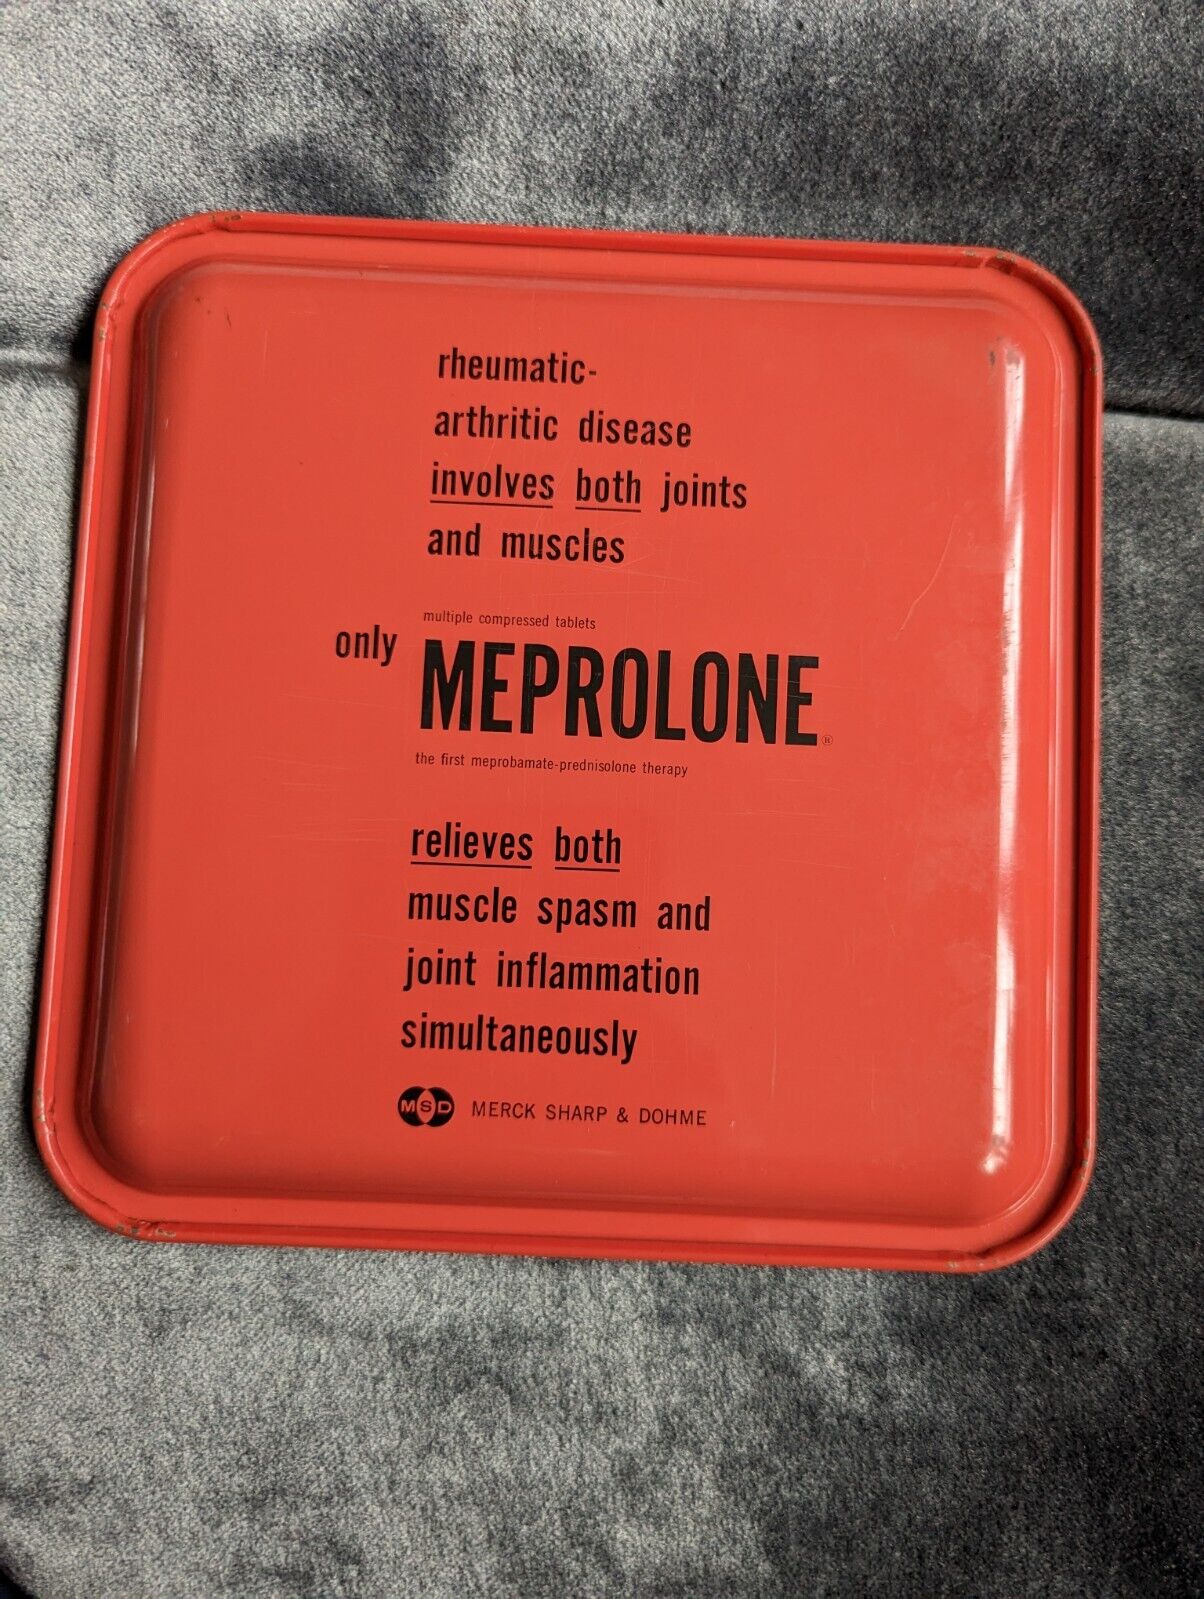 rheumatic-
arthritic disease
involves both joints
and muscles
multiple compressed tablets
only MEPROLONE®
the first meprobamate-prednisolone therapy
relieves both
muscle spasm and
joint inflammation
simultaneously
MSD MERCK SHARP & DOHME